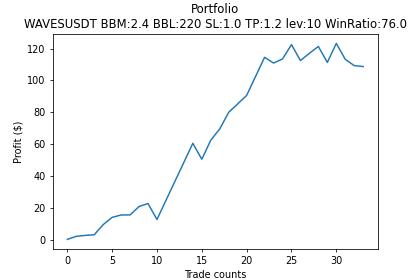 Portfolio
WAVESUSDT BBM:2.4 BBL:220 SL:1.0 TP:1.2 lev:10 WinRatio:76.0
120
100
80
60
40
20
0
Profit ($)
0 5 10 15 20 25 30
Trade counts